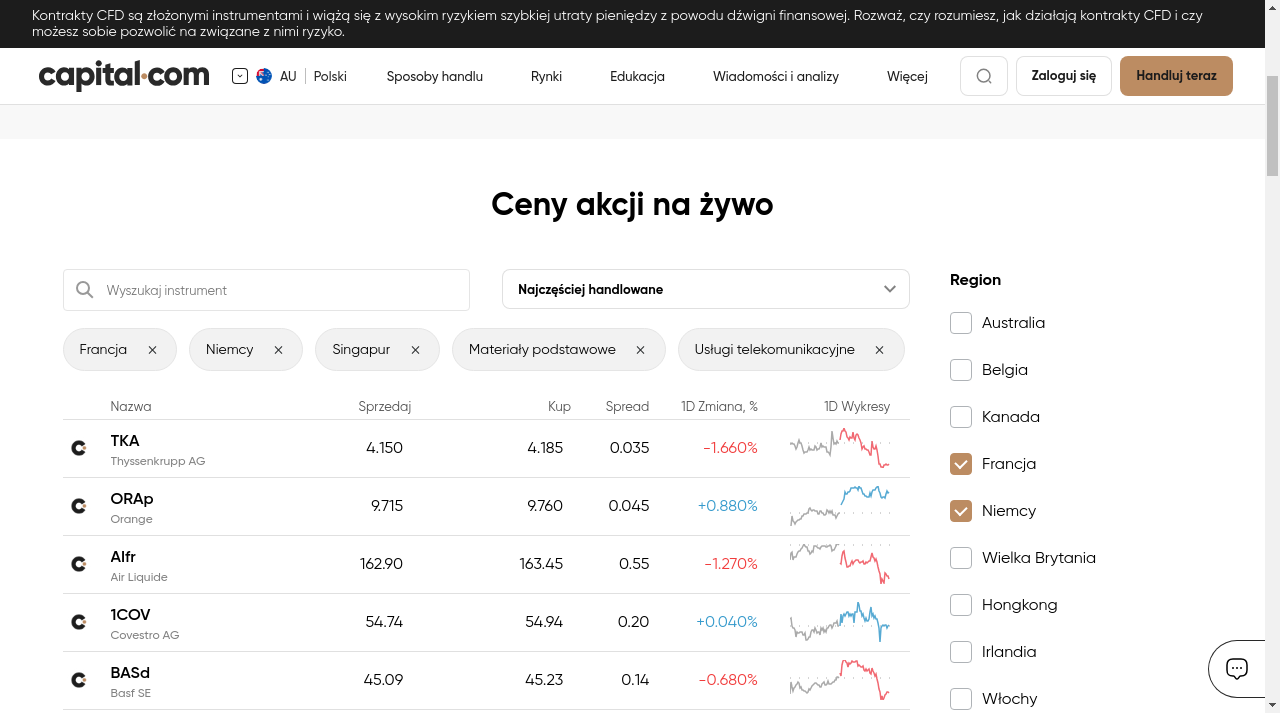 Kontrakty CFD są złożonymi instrumentami i wiążą się z wysokim ryzykiem szybkiej utraty pieniędzy z powodu dźwigni finansowej. Rozważ, czy rozumiesz, jak działają kontrakty CFD i czy
możesz sobie pozwolić na związane z nimi ryzyko.
capital.com AU Polski Sposoby handlu Rynki Edukacja Wiadomości i analizy Więcej Zaloguj się Handluj teraz
Ceny akcji na żywo
Wyszukaj instrument Najczęściej handlowane
Francja Niemcy Singapur Materiały podstawowe Usługi telekomunikacyjne
Nazwa Sprzedaj Kup Spread 1D Zmiana, % 1D Wykresy
TKA 4.150 4.185 0.035 -1.660%
Thyssenkrupp AG
ORAp 9.715 9.760 0.045 +0.880%
Orange
AIfr 162.90 163.45 0.55 -1.270%
Air Liquide
1COV 54.74 54.94 0.20 +0.040%
Covestro AG
BASd 45.09 45.23 0.14 -0.680%
Basf SE
Region
Australia
Belgia
Kanada
Francja
Niemcy
Wielka Brytania
Hongkong
Irlandia
Włochy